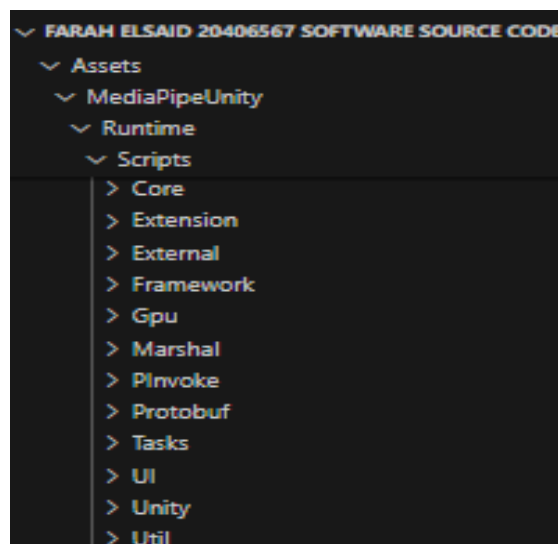 FARAH ELSAID 20406567 SOFTWARE SOURCE CODE
Assets
MediaPipeUnity
Runtime
Scripts
Core
Extension
External
Framework
Gpu
Marshal
PInvoke
Protobuf
Tasks
UI
Unity
Util